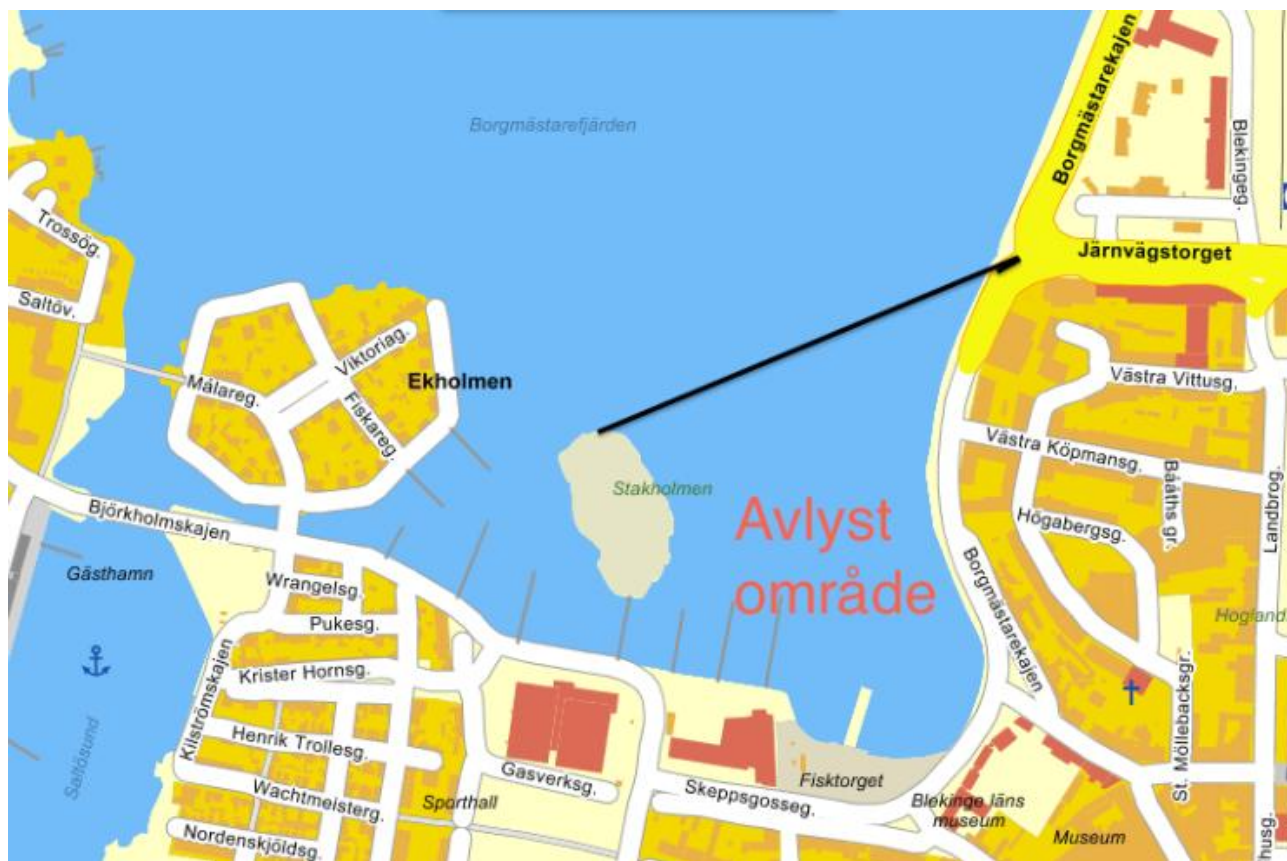 Borgmästarefjärden
Borgmästarekajen
Blekingeg.
Järnvägstorget
Trossög.
Saltöv.
Viktoriag.
Målareg.
Ekholmen
Fiskareg.
Västra Vittusg.
Västra Köpmansg.
Bååths gr.
Landbrog.
Stakholmen
Avlyst
område
Högabergsg.
Björkholmskajen
Gästhamn
Wrangelsg.
Pukesg.
Borgmästarekajen
Hogland
Kilströmskajen
Krister Hornsg.
Henrik Trollesg.
Saltösund
Wachtmeisterg.
Nordenskjöldsg.
Sporthall
Gasverksg.
Skeppsgosseg.
Fisktorget
Blekinge läns
museum
Museum
St. Möllebacksgr.
husg.